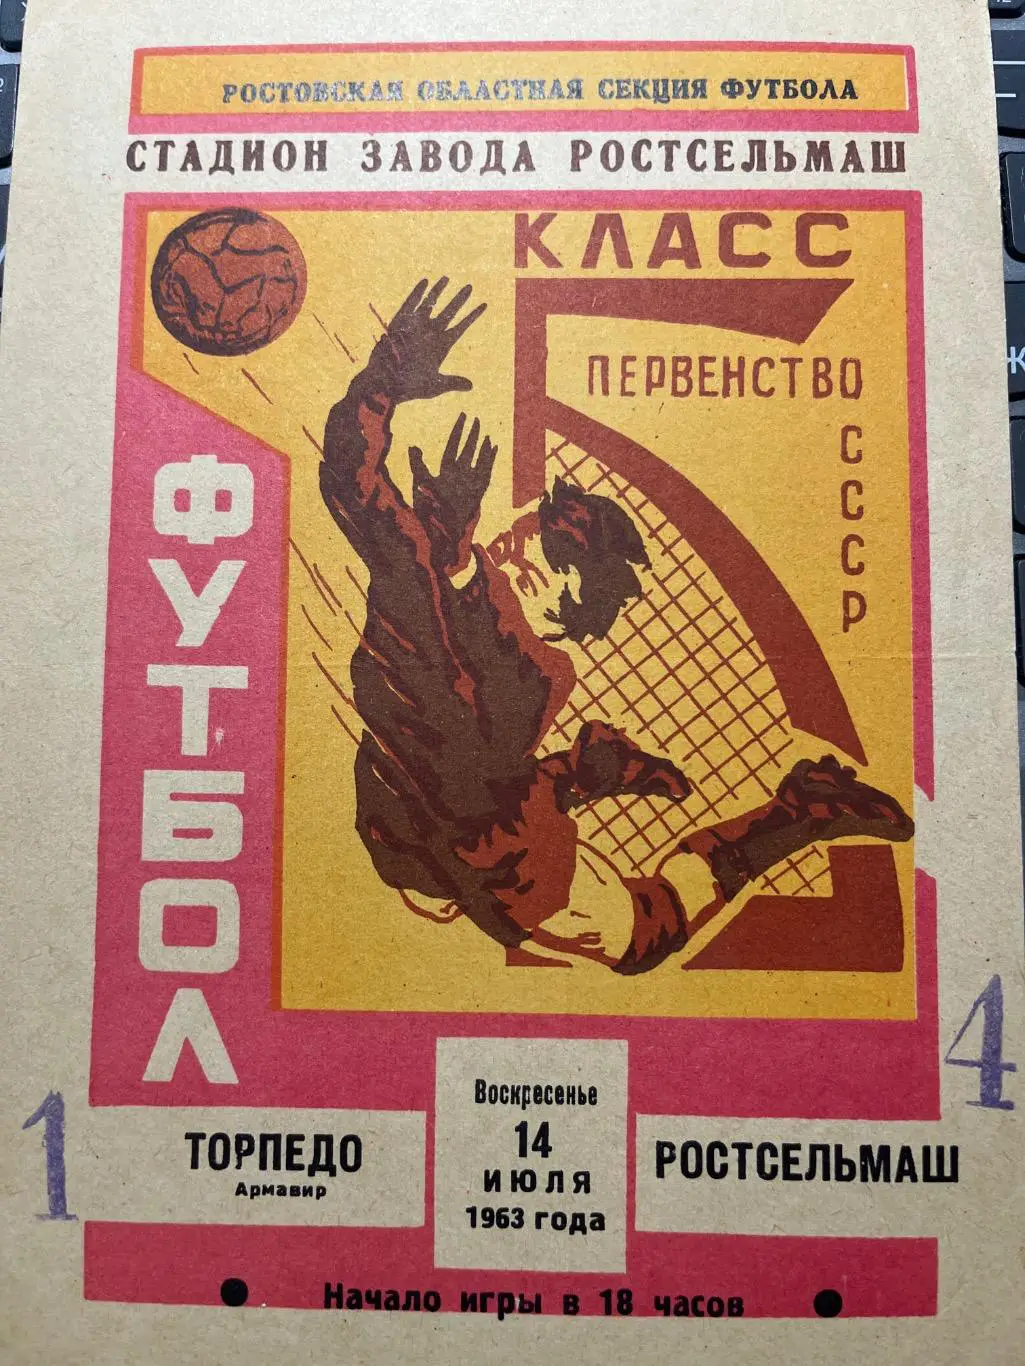 РОСТОВСКАЯ ОБЛАСТНАЯ СЕКЦИЯ ФУТБОЛА
СТАДИОН ЗАВОДА РОСТСЕЛЬМАШ
КЛАСС
Б
ПЕРВЕНСТВО
СССР
ФУТБОЛ
1
4
ТОРПЕДО
Армавир
Воскресенье
14
ИЮЛЯ
1963 года
РОСТСЕЛЬМАШ
Начало игры в 18 часов